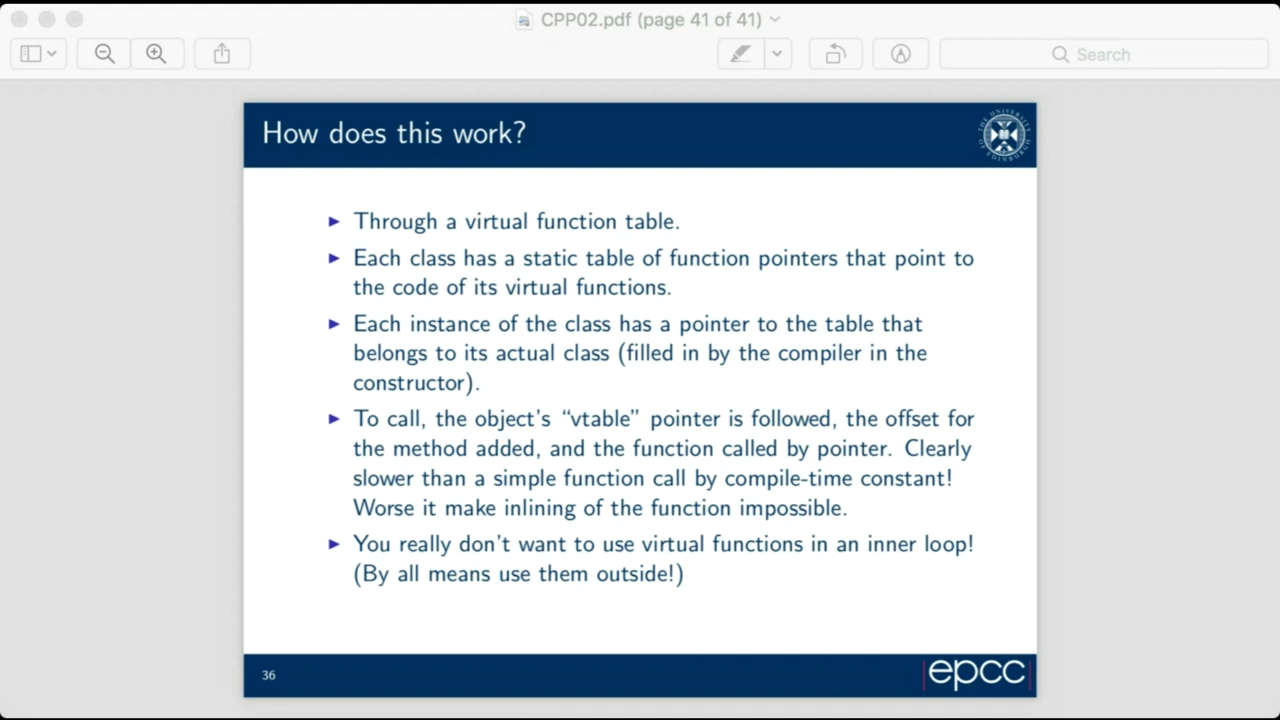 CPP02.pdf (page 41 of 41)
Search
How does this work?
THE UNIVERSITY OF EDINBURGH
▶ Through a virtual function table.
▶ Each class has a static table of function pointers that point to
the code of its virtual functions.
▶ Each instance of the class has a pointer to the table that
belongs to its actual class (filled in by the compiler in the
constructor).
▶ To call, the object's “vtable” pointer is followed, the offset for
the method added, and the function called by pointer. Clearly
slower than a simple function call by compile-time constant!
Worse it make inlining of the function impossible.
▶ You really don't want to use virtual functions in an inner loop!
(By all means use them outside!)
36
epcc